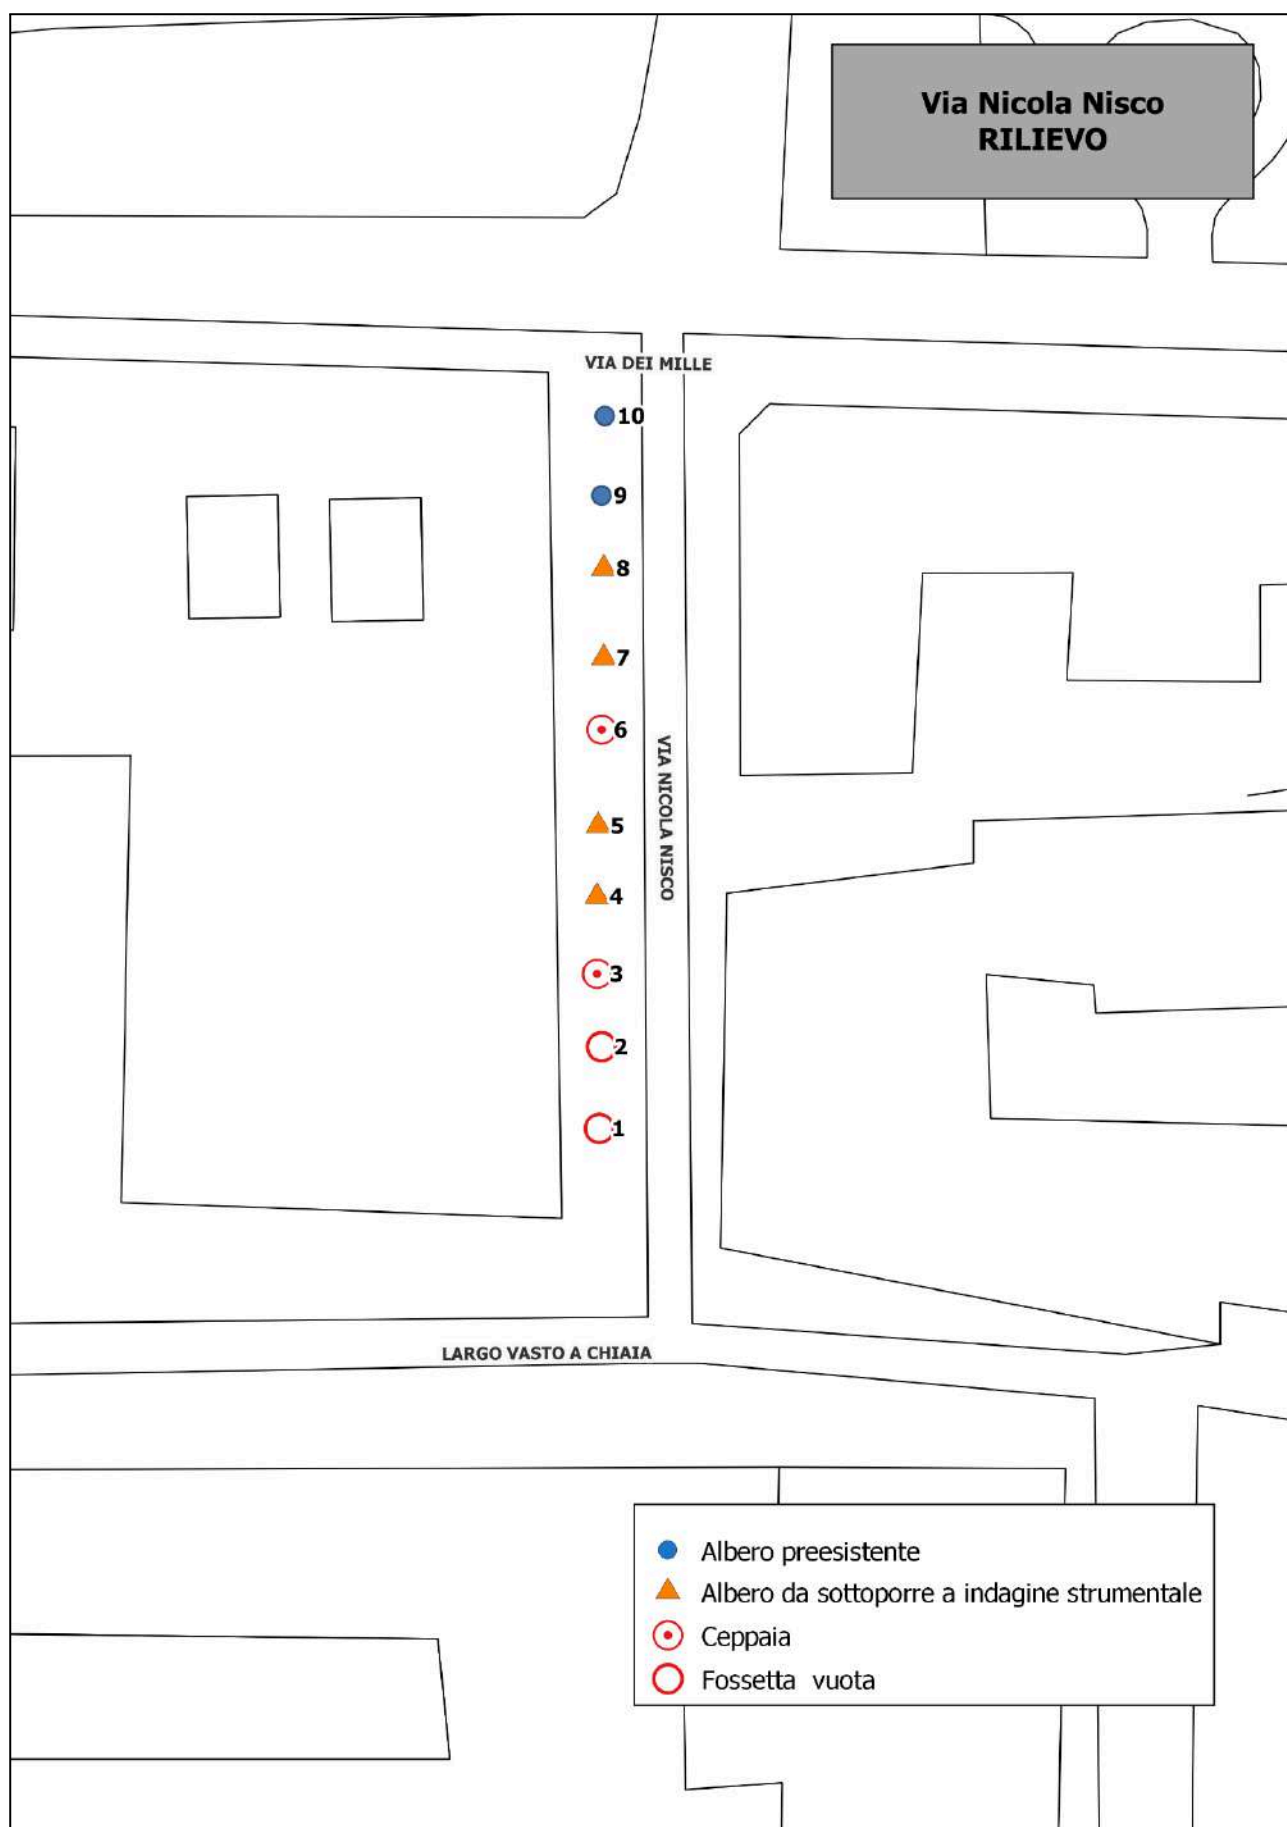 Via Nicola Nisco
RILIEVO
VIA DEI MILLE
10
9
8
7
6
VIA NICOLA NISCO
5
4
3
2
1
LARGO VASTO A CHIAIA
Albero preesistente
Albero da sottoporre a indagine strumentale
Ceppaia
Fossetta vuota